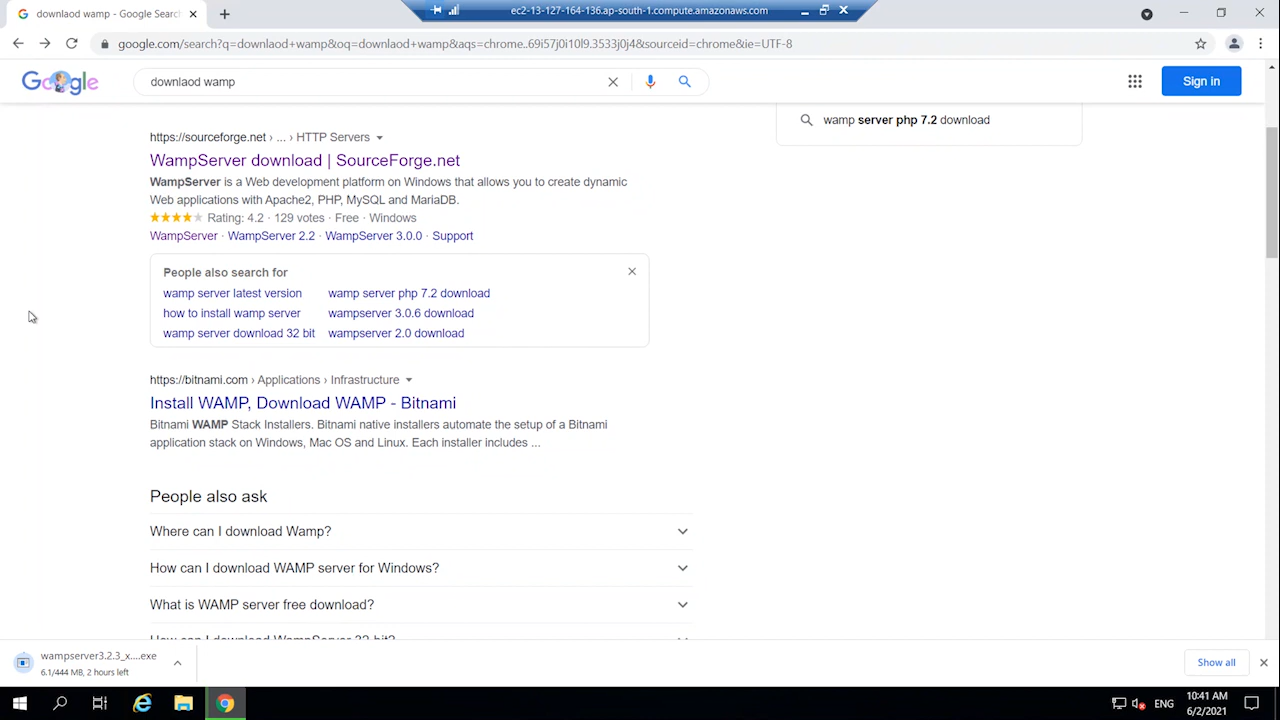 downlaod wamp - Google Search
ec2-13-127-164-136.ap-south-1.compute.amazonaws.com
google.com/search?q=downlaod+wamp&oq=downlaod+wamp&aqs=chrome..69i57j0i10l9.3533j0j4&sourceid=chrome&ie=UTF-8
Google
downlaod wamp
Sign in
wamp server php 7.2 download
https://sourceforge.net › ... › HTTP Servers
WampServer download | SourceForge.net
WampServer is a Web development platform on Windows that allows you to create dynamic
Web applications with Apache2, PHP, MySQL and MariaDB.
Rating: 4.2 · 129 votes · Free · Windows
WampServer · WampServer 2.2 · WampServer 3.0.0 · Support
People also search for
wamp server latest version wamp server php 7.2 download
how to install wamp server wampserver 3.0.6 download
wamp server download 32 bit wampserver 2.0 download
https://bitnami.com › Applications › Infrastructure
Install WAMP, Download WAMP - Bitnami
Bitnami WAMP Stack Installers. Bitnami native installers automate the setup of a Bitnami
application stack on Windows, Mac OS and Linux. Each installer includes ...
People also ask
Where can I download Wamp?
How can I download WAMP server for Windows?
What is WAMP server free download?
How can I download WampServer 32 bit?
wampserver3.2.3_x....exe
6.1/444 MB, 2 hours left
Show all
ENG
10:41 AM
6/2/2021